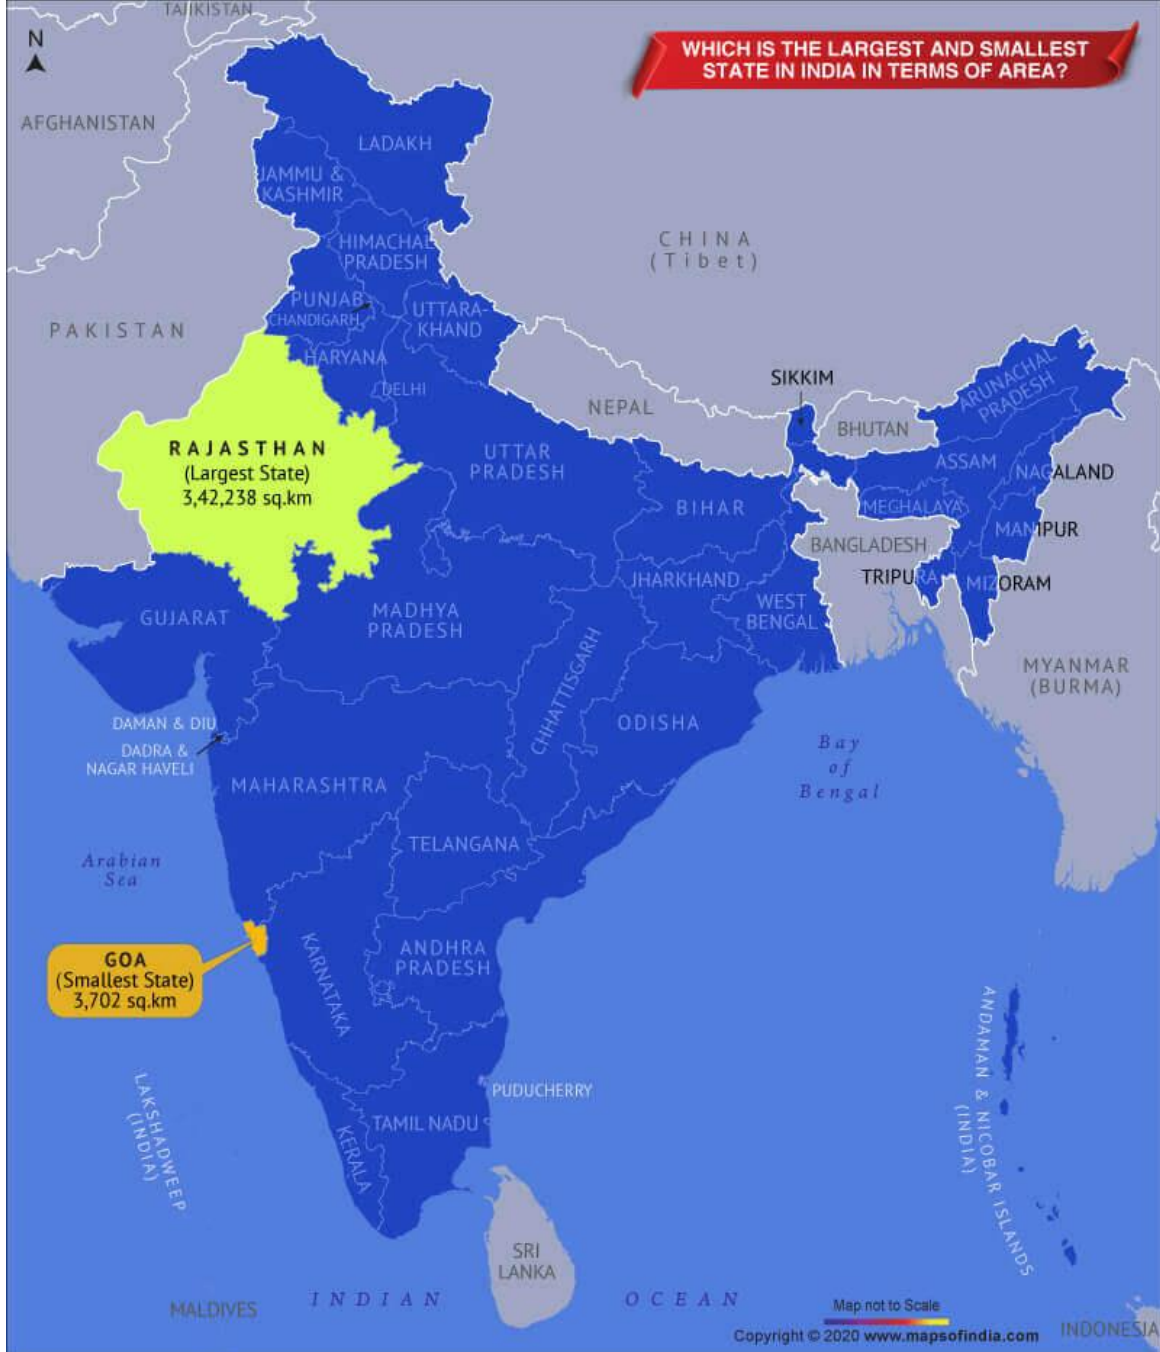 TAJIKISTAN
N
WHICH IS THE LARGEST AND SMALLEST
STATE IN INDIA IN TERMS OF AREA?
AFGHANISTAN
LADAKH
JAMMU &
KASHMIR
CHINA
(Tibet)
HIMACHAL
PRADESH
PUNJAB
CHANDIGARH
UTTARA-
KHAND
PAKISTAN
HARYANA
DELHI
SIKKIM
ARUNACHAL
PRADESH
NEPAL
BHUTAN
RAJASTHAN
(Largest State)
3,42,238 sq.km
UTTAR
PRADESH
ASSAM
NAGALAND
BIHAR
MEGHALAYA
MANIPUR
BANGLADESH
JHARKHAND
TRIPURA
MIZORAM
GUJARAT
MADHYA
PRADESH
WEST
BENGAL
CHHATTISGARH
MYANMAR
(BURMA)
ODISHA
DAMAN & DIU
DADRA &
NAGAR HAVELI
Bay
of
Bengal
MAHARASHTRA
TELANGANA
Arabian
Sea
GOA
(Smallest State)
3,702 sq.km
KARNATAKA
ANDHRA
PRADESH
ANDAMAN & NICOBAR ISLANDS
(INDIA)
LAKSHADWEEP
(INDIA)
PUDUCHERRY
TAMIL NADU
KERALA
SRI
LANKA
MALDIVES
INDIAN OCEAN
Map not to Scale
Copyright © 2020 www.mapsofindia.com
INDONESIA